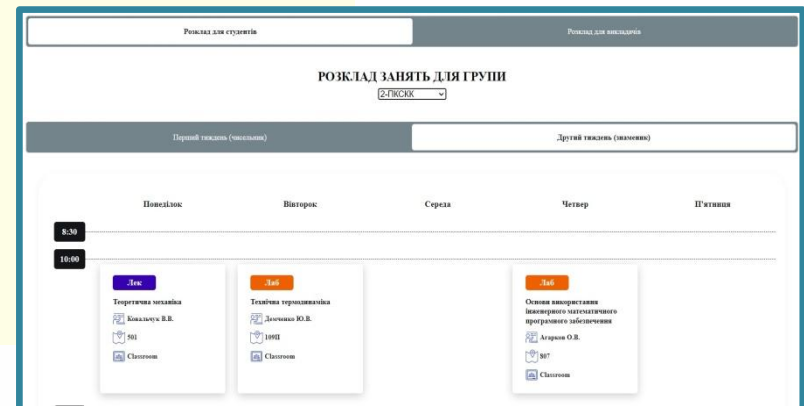 Розклад для студентів
Розклад для викладачів
РОЗКЛАД ЗАНЯТЬ ДЛЯ ГРУПИ
2-ПКСКК
Перший тиждень (чисельник)
Другий тиждень (знаменник)
Понеділок
Вівторок
Середа
Четвер
П'ятниця
8:30
10:00
Лек
Теоретична механіка
Ковальчук В.В.
501
Classroom
Лаб
Технічна термодинаміка
Демченко Ю.В.
109П
Classroom
Лаб
Основи використання
інженерного математичного
програмного забезпечення
Агарков О.В.
807
Classroom